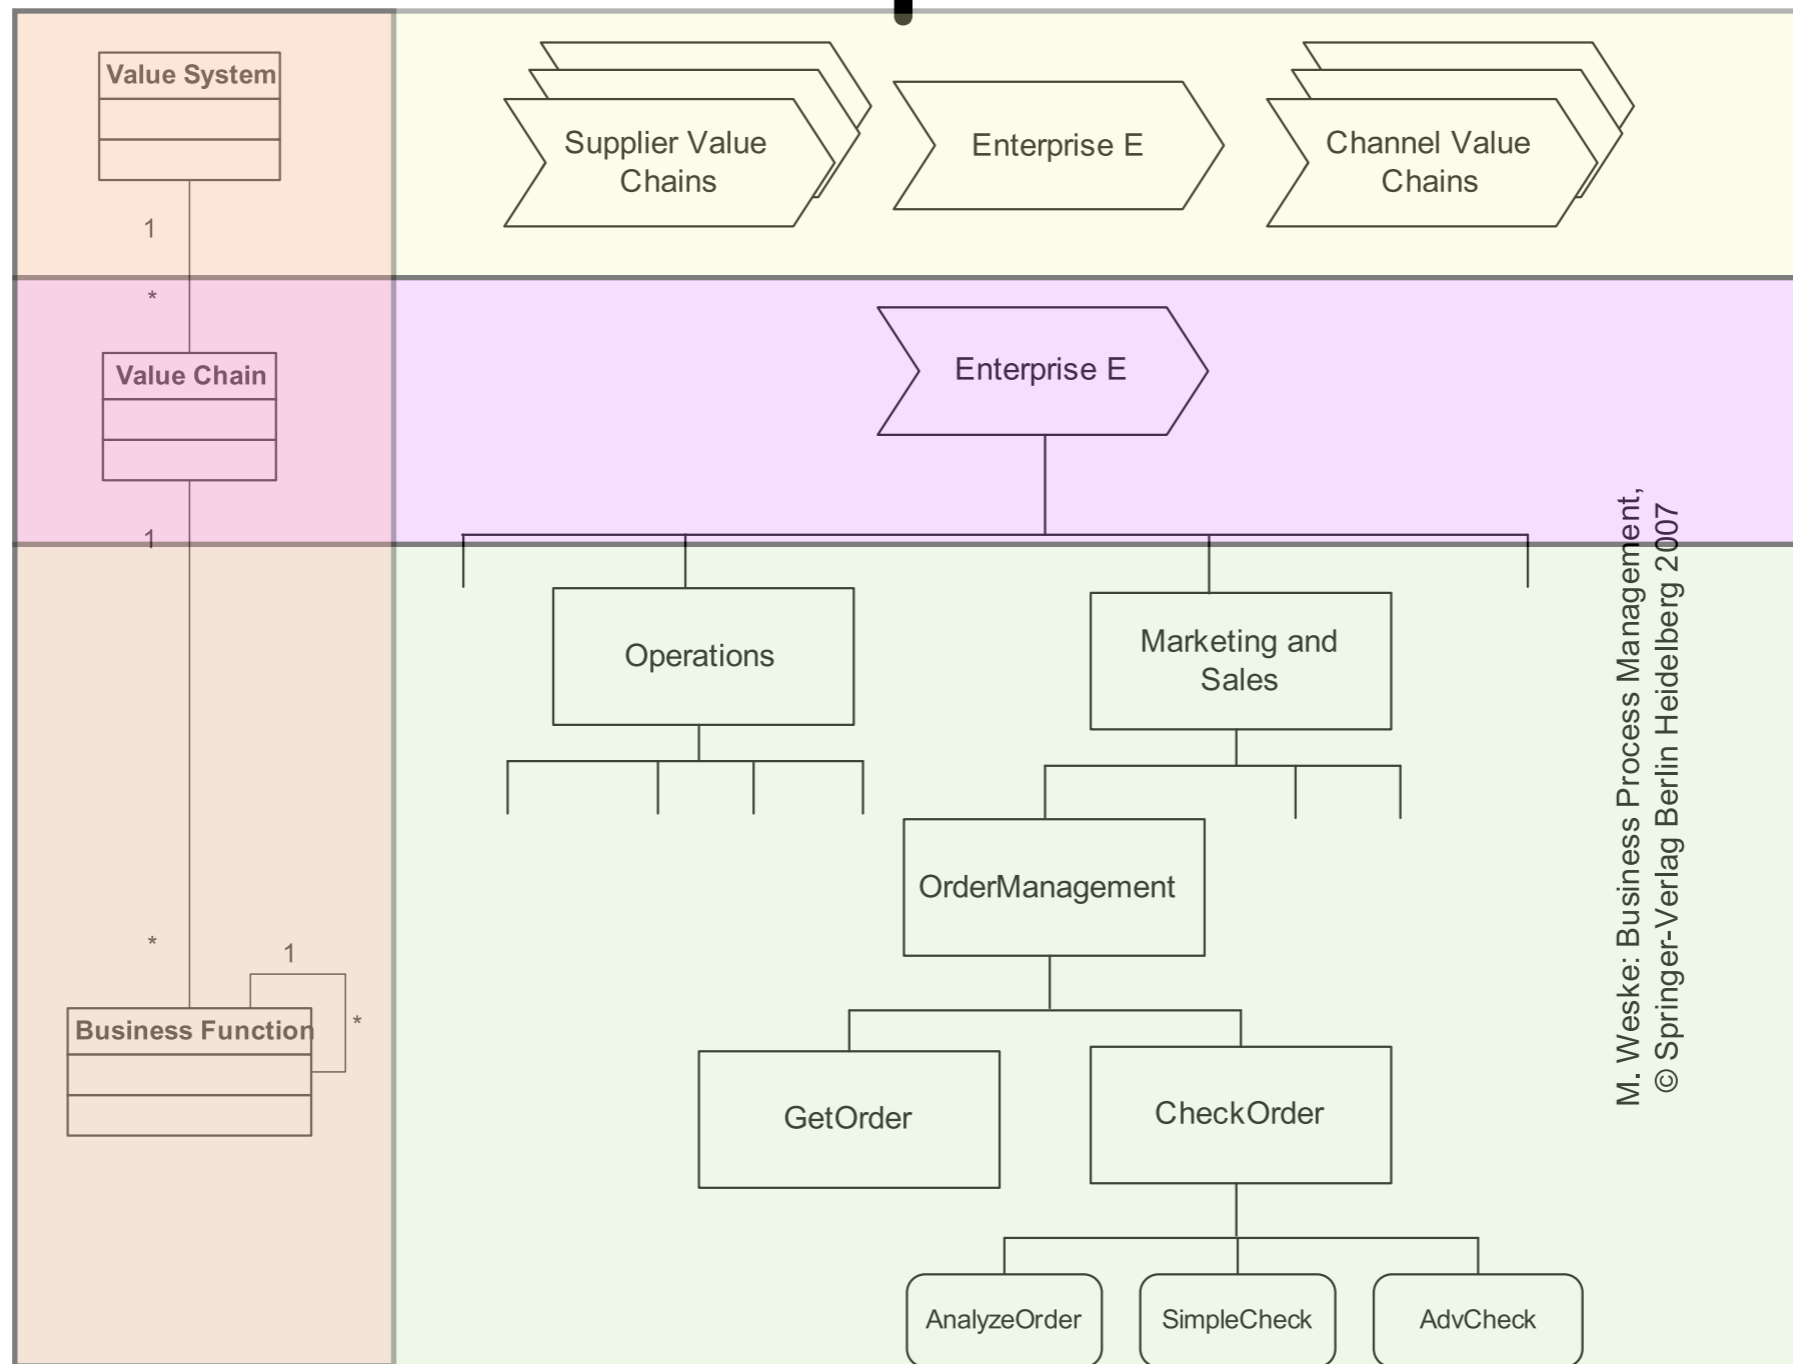 Value System
1
*
Value Chain
1
*
1
*
Business Function
Supplier Value
Chains
Enterprise E
Channel Value
Chains
Enterprise E
Operations
Marketing and
Sales
OrderManagement
GetOrder
CheckOrder
AnalyzeOrder
SimpleCheck
AdvCheck
M. Weske: Business Process Management,
© Springer-Verlag Berlin Heidelberg 2007